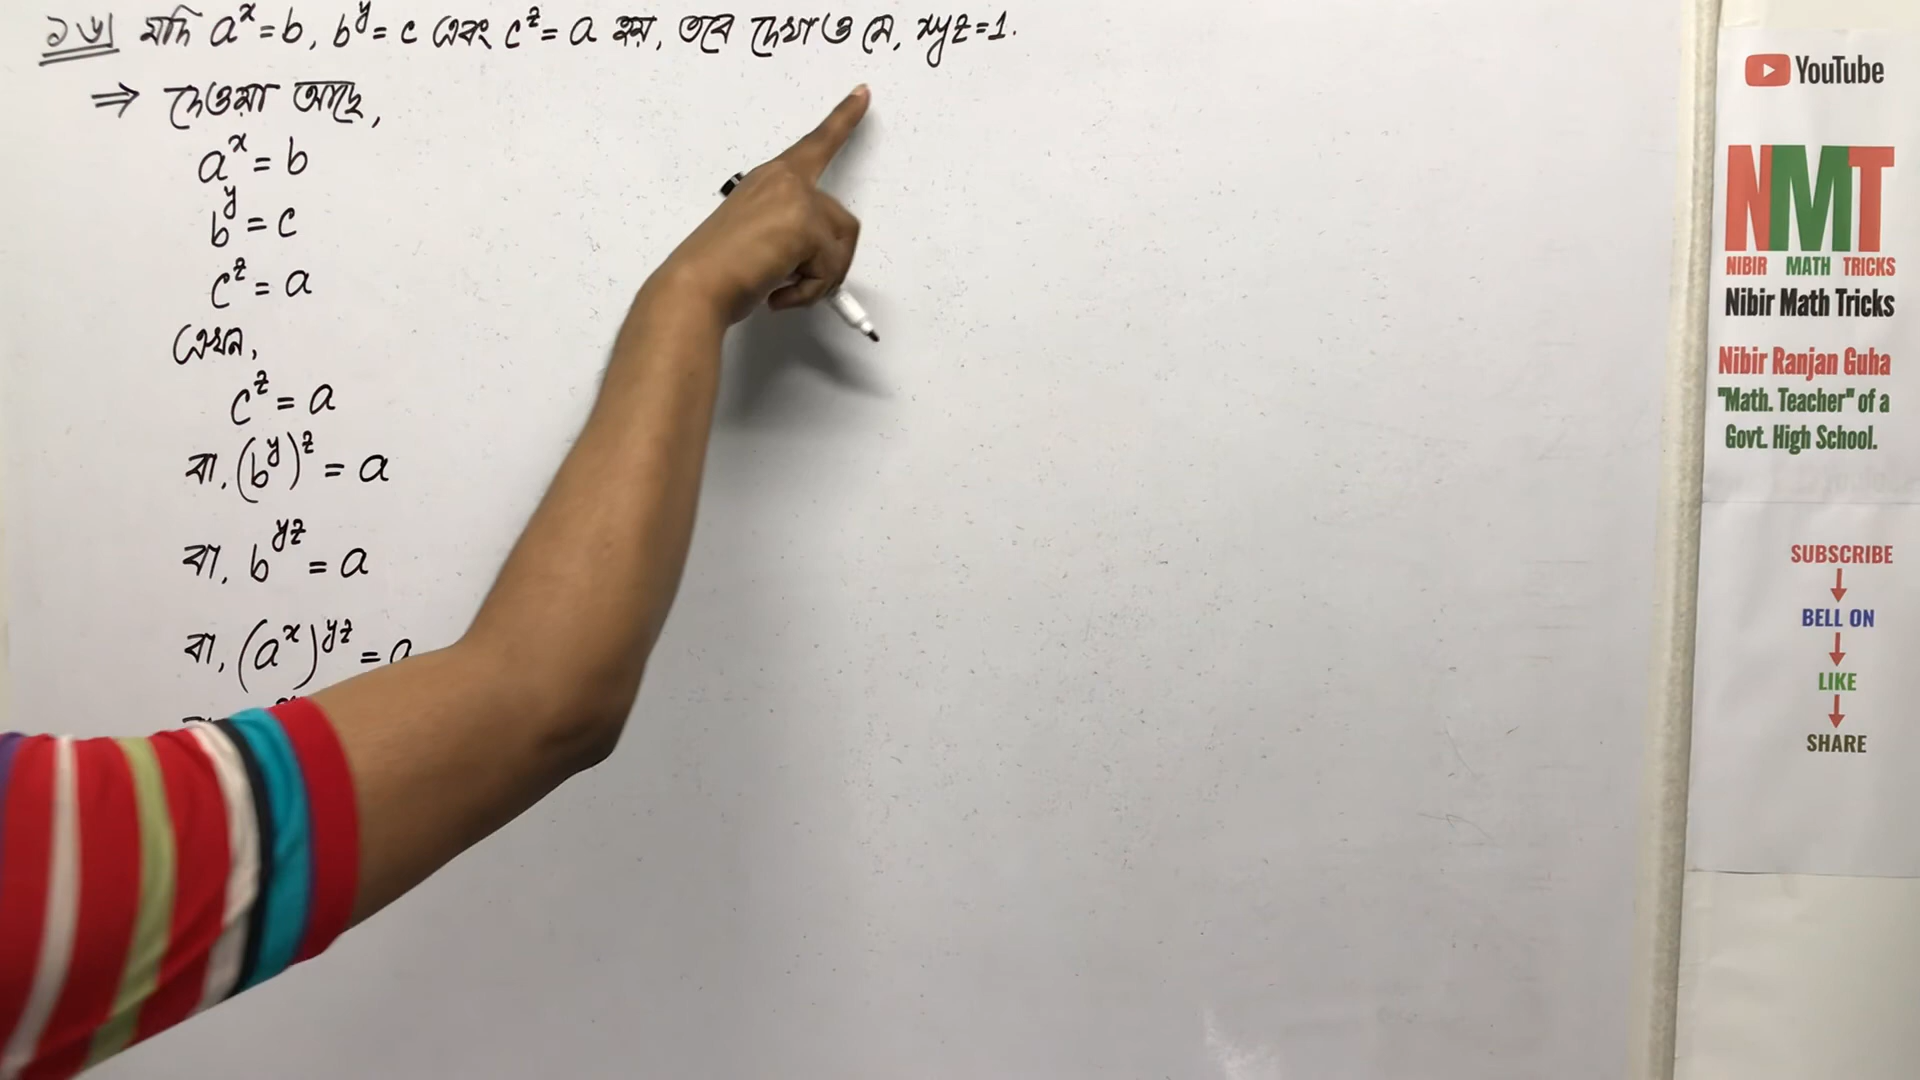 ১৬। যদি a^x = b, b^y = c এবং c^z = a হয়, তবে দেখাও যে, xyz = 1.
⇒ দেওয়া আছে,
a^x = b
b^y = c
c^z = a
এখন,
c^z = a
বা, (b^y)^z = a
বা, b^yz = a
বা, (a^x)^yz = a
YouTube
NMT
NIBIR MATH TRICKS
Nibir Math Tricks
Nibir Ranjan Guha
"Math. Teacher" of a
Govt. High School.
SUBSCRIBE
↓
BELL ON
↓
LIKE
↓
SHARE